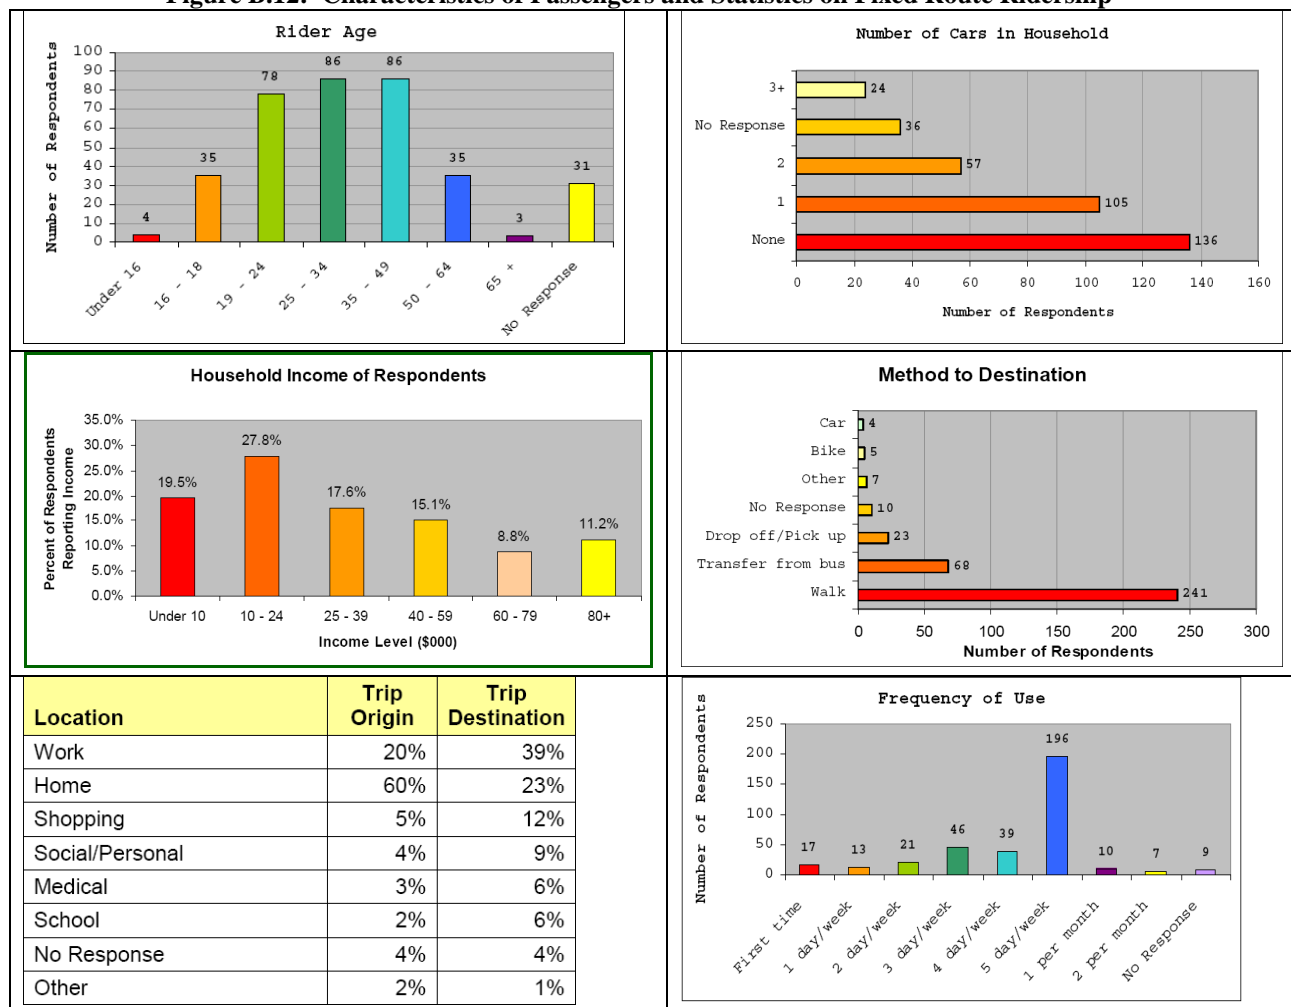 Figure B.12: Characteristics of Passengers and Statistics on Fixed Route Ridership
Rider Age
Number of Respondents
100
90
80
70
60
50
40
30
20
10
0
4
35
78
86
86
35
3
31
Under 16
16 - 18
19 - 24
25 - 34
35 - 49
50 - 64
65 +
No Response
Number of Cars in Household
3+ 24
No Response 36
2 57
1 105
None 136
0 20 40 60 80 100 120 140 160
Number of Respondents
Household Income of Respondents
Percent of Respondents
Reporting Income
35.0%
30.0%
25.0%
20.0%
15.0%
10.0%
5.0%
0.0%
19.5%
27.8%
17.6%
15.1%
8.8%
11.2%
Under 10 10 - 24 25 - 39 40 - 59 60 - 79 80+
Income Level ($000)
Method to Destination
Car 4
Bike 5
Other 7
No Response 10
Drop off/Pick up 23
Transfer from bus 68
Walk 241
0 50 100 150 200 250 300
Number of Respondents
Location Trip Origin Trip Destination
Work 20% 39%
Home 60% 23%
Shopping 5% 12%
Social/Personal 4% 9%
Medical 3% 6%
School 2% 6%
No Response 4% 4%
Other 2% 1%
Frequency of Use
Number of Respondents
250
200
150
100
50
0
17
13
21
46
39
196
10
7
9
First time
1 day/week
2 day/week
3 day/week
4 day/week
5 day/week
1 per month
2 per month
No Response